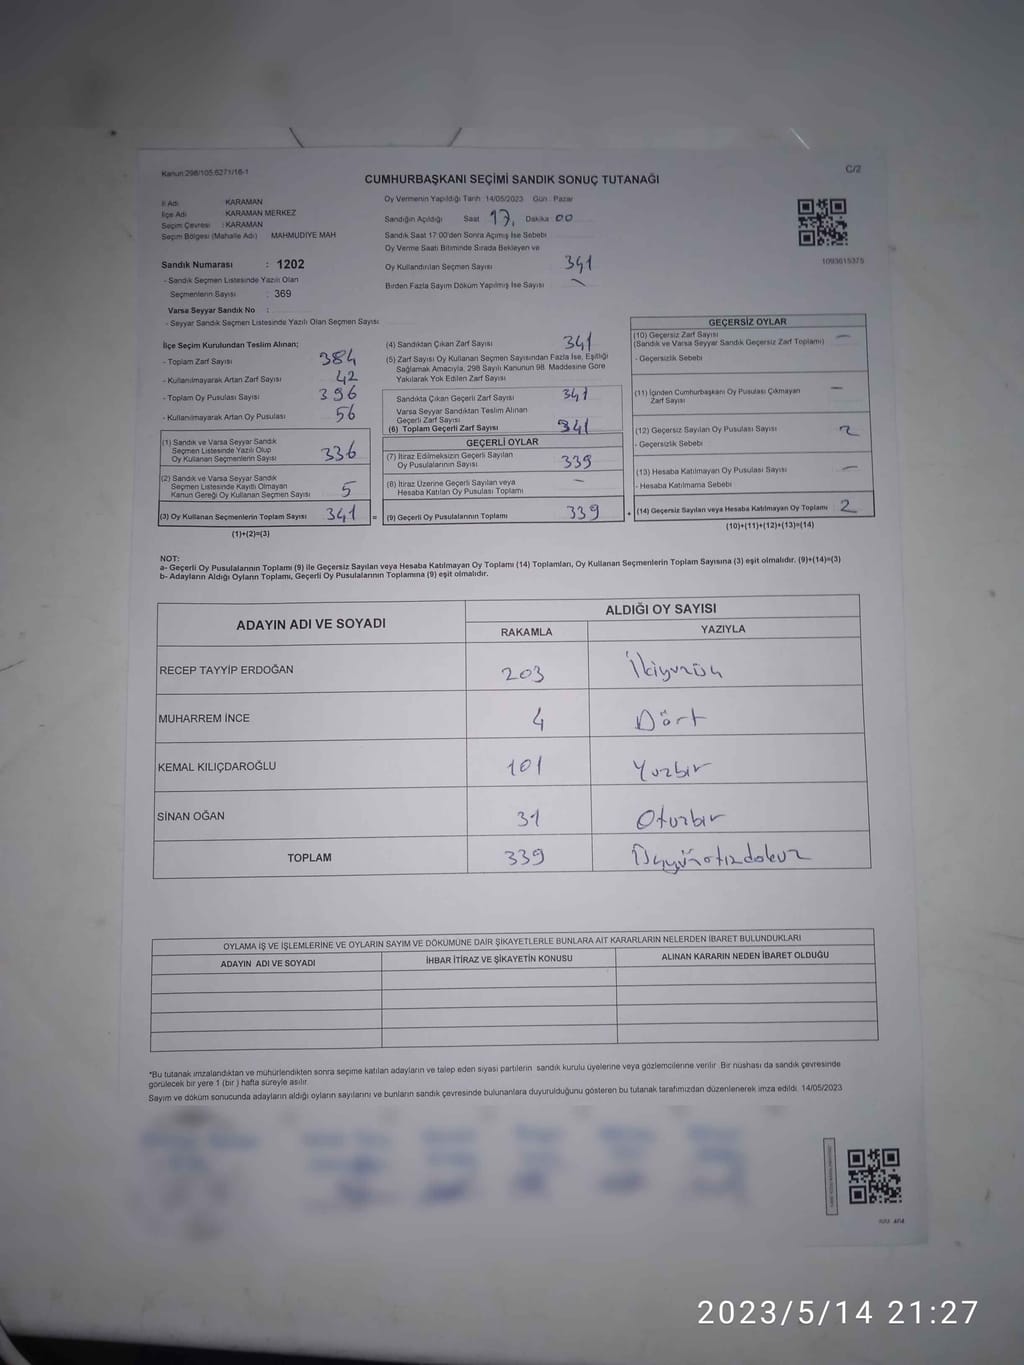 Kanun:298/105,6271/16-1
C/2
CUMHURBAŞKANI SEÇİMİ SANDIK SONUÇ TUTANAĞI
İl Adı KARAMAN
İlçe Adı KARAMAN MERKEZ
Seçim Çevresi : KARAMAN
Seçim Bölgesi (Mahalle Adı) MAHMUDIYE MAH
Sandık Numarası : 1202
- Sandık Seçmen Listesinde Yazılı Olan
Seçmenlerin Sayısı : 369
Varsa Seyyar Sandık No :
- Seyyar Sandık Seçmen Listesinde Yazılı Olan Seçmen Sayısı
Oy Vermenin Yapıldığı Tarih 14/05/2023 Gün : Pazar
Sandığın Açıldığı Saat 17, Dakika 00
Sandık Saat 17:00'den Sonra Açımış İse Sebebi
Oy Verme Saati Bitiminde Sırada Bekleyen ve
Oy Kullandırılan Seçmen Sayısı 341
Birden Fazla Sayım Döküm Yapılmış İse Sayısı
1093615375
İlçe Seçim Kurulundan Teslim Alınan;
- Toplam Zarf Sayısı 384
- Kullanılmayarak Artan Zarf Sayısı 42
- Toplam Oy Pusulası Sayısı 396
- Kullanılmayarak Artan Oy Pusulası 56
(1) Sandık ve Varsa Seyyar Sandık
Seçmen Listesinde Yazılı Olup
Oy Kullanan Seçmenlerin Sayısı 336
(2) Sandık ve Varsa Seyyar Sandık
Seçmen Listesinde Kayıtlı Olmayan
Kanun Gereği Oy Kullanan Seçmen Sayısı 5
(3) Oy Kullanan Seçmenlerin Toplam Sayısı 341 =
(1)+(2)=(3)
(4) Sandıktan Çıkan Zarf Sayısı 341
(5) Zarf Sayısı Oy Kullanan Seçmen Sayısından Fazla İse, Eşitliği
Sağlamak Amacıyla, 298 Sayılı Kanunun 98. Maddesine Göre
Yakılarak Yok Edilen Zarf Sayısı
Sandıkta Çıkan Geçerli Zarf Sayısı 341
Varsa Seyyar Sandıktan Teslim Alınan
Geçerli Zarf Sayısı
(6) Toplam Geçerli Zarf Sayısı 341
GEÇERLİ OYLAR
(7) İtiraz Edilmeksizin Geçerli Sayılan
Oy Pusulalarının Sayısı 339
(8) İtiraz Üzerine Geçerli Sayılan veya
Hesaba Katılan Oy Pusulası Toplamı –
(9) Geçerli Oy Pusulalarının Toplamı 339 +
GEÇERSİZ OYLAR
(10) Geçersiz Zarf Sayısı –
(Sandık ve Varsa Seyyar Sandık Geçersiz Zarf Toplamı)
- Geçersizlik Sebebi
(11) İçinden Cumhurbaşkanı Oy Pusulası Çıkmayan –
Zarf Sayısı
(12) Geçersiz Sayılan Oy Pusulası Sayısı 2
- Geçersizlik Sebebi
(13) Hesaba Katılmayan Oy Pusulası Sayısı –
- Hesaba Katılmama Sebebi
(14) Geçersiz Sayılan veya Hesaba Katılmayan Oy Toplamı 2
(10)+(11)+(12)+(13)=(14)
NOT:
a- Geçerli Oy Pusulalarının Toplamı (9) ile Geçersiz Sayılan veya Hesaba Katılmayan Oy Toplamı (14) Toplamları, Oy Kullanan Seçmenlerin Toplam Sayısına (3) eşit olmalıdır. (9)+(14)=(3)
b- Adayların Aldığı Oyların Toplamı, Geçerli Oy Pusulalarının Toplamına (9) eşit olmalıdır.
ADAYIN ADI VE SOYADI ALDIĞI OY SAYISI
RAKAMLA YAZIYLA
RECEP TAYYİP ERDOĞAN 203 İkiyüzüç
MUHARREM İNCE 4 Dört
KEMAL KILIÇDAROĞLU 101 Yüzbir
SİNAN OĞAN 31 Otuzbir
TOPLAM 339 Üçyüzotuzdokuz
OYLAMA İŞ VE İŞLEMLERİNE VE OYLARIN SAYIM VE DÖKÜMÜNE DAİR ŞİKAYETLERLE BUNLARA AİT KARARLARIN NELERDEN İBARET BULUNDUKLARI
ADAYIN ADI VE SOYADI İHBAR İTİRAZ VE ŞİKAYETİN KONUSU ALINAN KARARIN NEDEN İBARET OLDUĞU
*Bu tutanak imzalandıktan ve mühürlendikten sonra seçime katılan adayların ve talep eden siyasi partilerin sandık kurulu üyelerine veya gözlemcilerine verilir. Bir nüshası da sandık çevresinde
görülecek bir yere 1 (bir ) hafta süreyle asılır.
Sayım ve döküm sonucunda adayların aldığı oyların sayılarını ve bunların sandık çevresinde bulunanlara duyurulduğunu gösteren bu tutanak tarafımızdan düzenlenerek imza edildi. 14/05/2023
2023/5/14 21:27